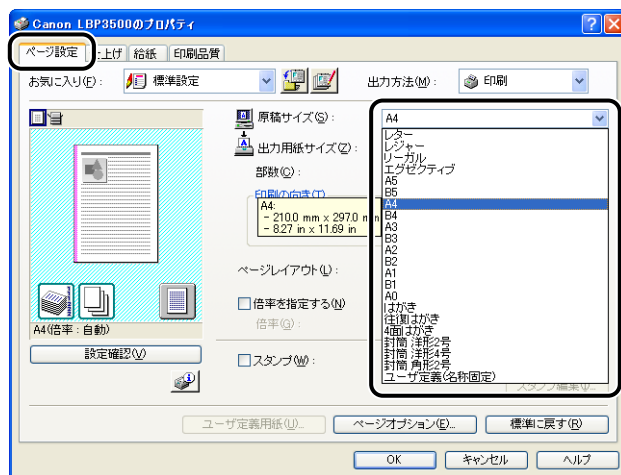 Canon LBP3500のプロパティ
ページ設定 仕上げ 給紙 印刷品質
お気に入り(F): 標準設定 出力方法(M): 印刷
原稿サイズ(S): A4
出力用紙サイズ(Z):
部数(C):
印刷の向き(T)
A4:
- 210.0 mm x 297.0 mm
- 8.27 in x 11.69 in
ページレイアウト(L):
倍率を指定する(N)
倍率(G):
スタンプ(W):
レター
レジャー
リーガル
エグゼクティブ
A5
B5
A4
B4
A3
B3
A2
B2
A1
B1
A0
はがき
往復はがき
4面はがき
封筒 洋形2号
封筒 洋形4号
封筒 角形2号
ユーザ定義(名称固定)
A4(倍率:自動)
設定確認(V)
スタンプ編集(
ユーザ定義用紙(U)... ページオプション(E)... 標準に戻す(R)
OK キャンセル ヘルプ